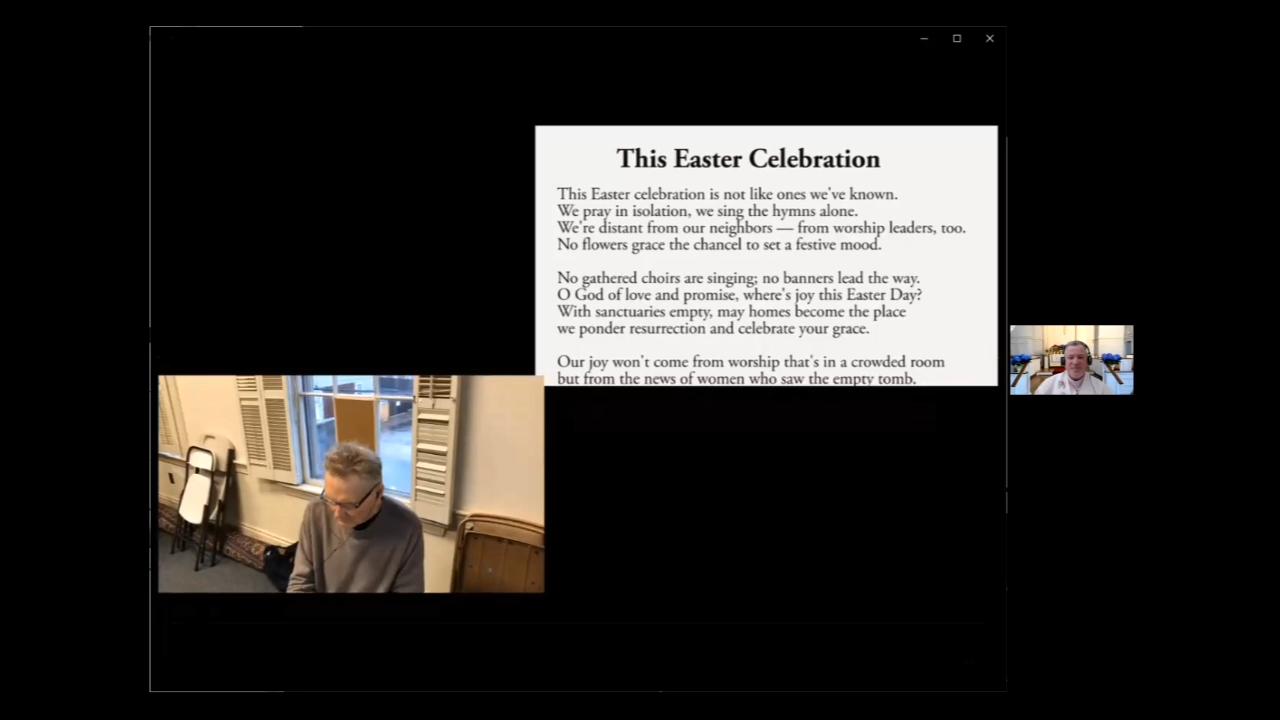 This Easter Celebration
This Easter celebration is not like ones we've known.
We pray in isolation, we sing the hymns alone.
We're distant from our neighbors — from worship leaders, too.
No flowers grace the chancel to set a festive mood.
No gathered choirs are singing; no banners lead the way.
O God of love and promise, where's joy this Easter Day?
With sanctuaries empty, may homes become the place
we ponder resurrection and celebrate your grace.
Our joy won't come from worship that's in a crowded room
but from the news of women who saw the empty tomb.